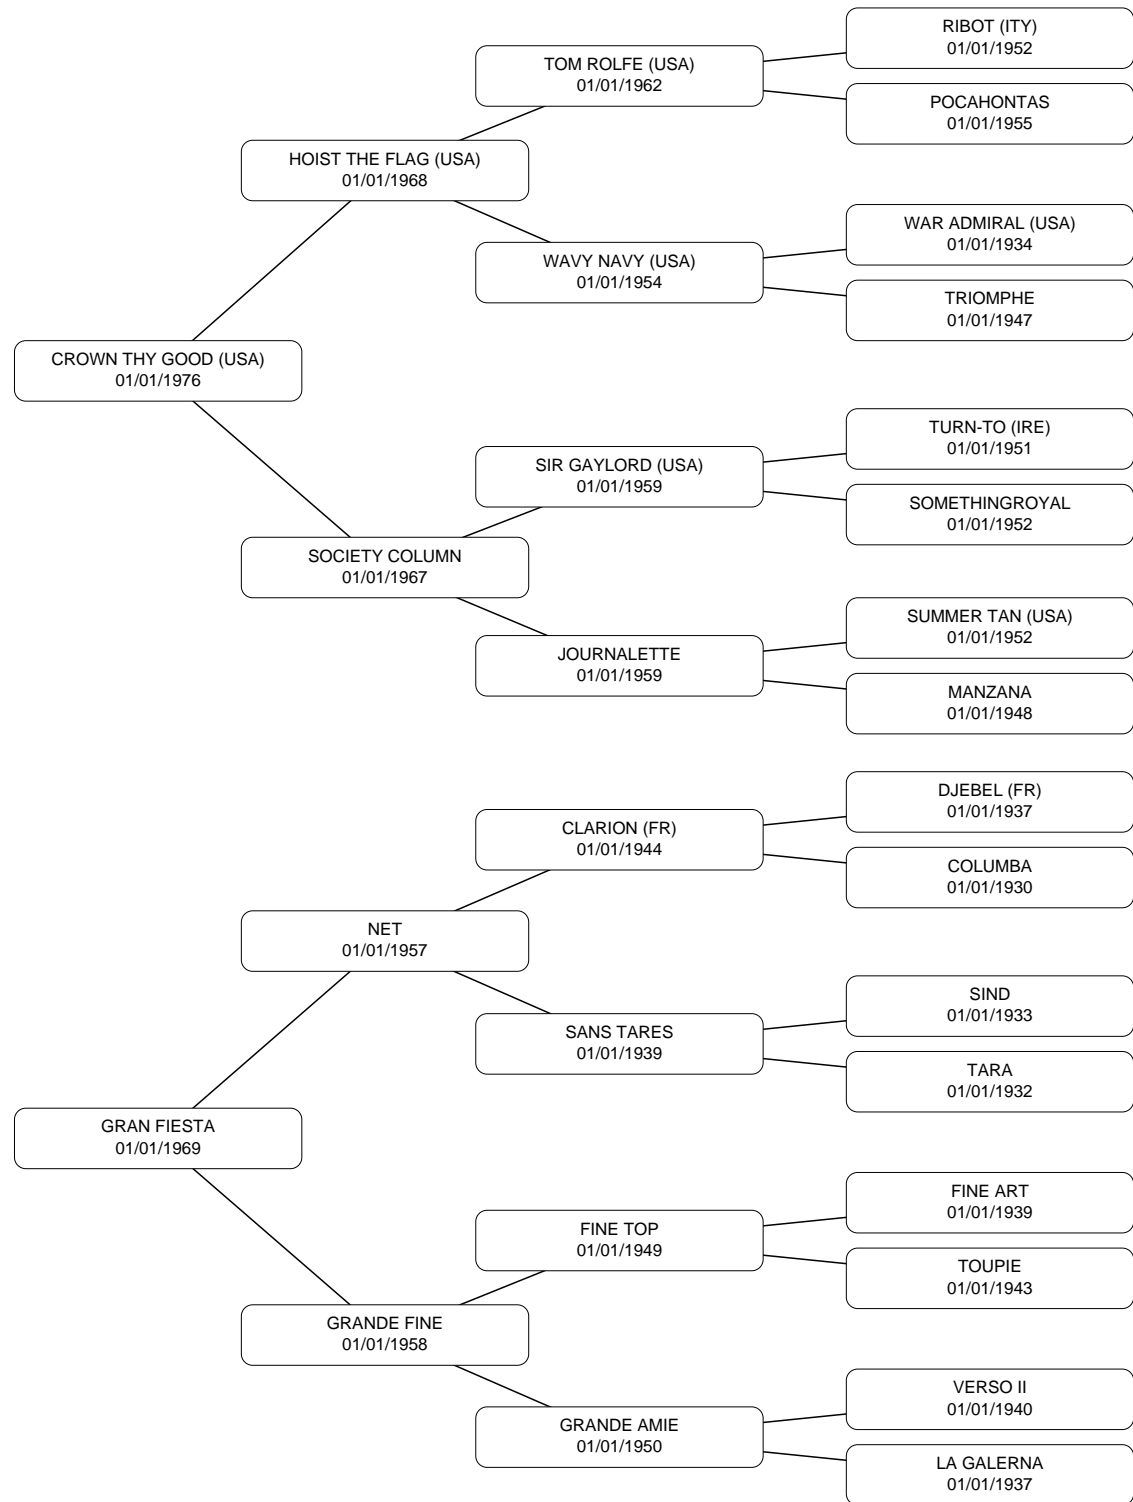 RIBOT (ITY)
01/01/1952
TOM ROLFE (USA)
01/01/1962
POCAHONTAS
01/01/1955
HOIST THE FLAG (USA)
01/01/1968
WAR ADMIRAL (USA)
01/01/1934
WAVY NAVY (USA)
01/01/1954
TRIOMPHE
01/01/1947
CROWN THY GOOD (USA)
01/01/1976
TURN-TO (IRE)
01/01/1951
SIR GAYLORD (USA)
01/01/1959
SOMETHINGROYAL
01/01/1952
SOCIETY COLUMN
01/01/1967
SUMMER TAN (USA)
01/01/1952
JOURNALETTE
01/01/1959
MANZANA
01/01/1948
DJEBEL (FR)
01/01/1937
CLARION (FR)
01/01/1944
COLUMBA
01/01/1930
NET
01/01/1957
SIND
01/01/1933
SANS TARES
01/01/1939
TARA
01/01/1932
GRAN FIESTA
01/01/1969
FINE ART
01/01/1939
FINE TOP
01/01/1949
TOUPIE
01/01/1943
GRANDE FINE
01/01/1958
VERSO II
01/01/1940
GRANDE AMIE
01/01/1950
LA GALERNA
01/01/1937